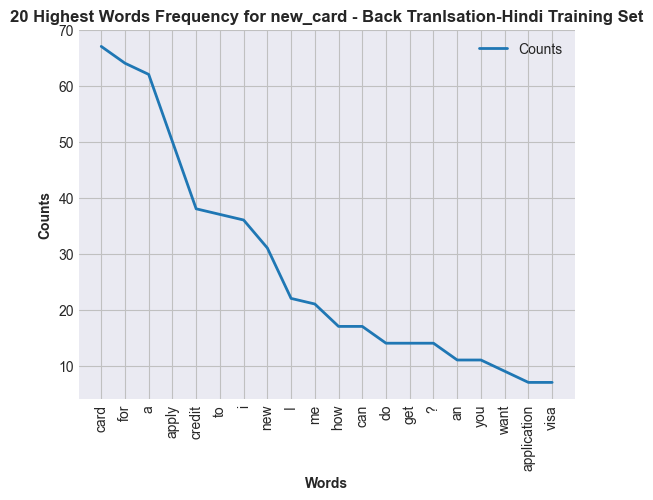 20 Highest Words Frequency for new_card - Back Tranlsation-Hindi Training Set
Counts
70
60
50
40
30
20
10
Counts
card
for
a
apply
credit
to
i
new
I
me
how
can
do
get
?
an
you
want
application
visa
Words